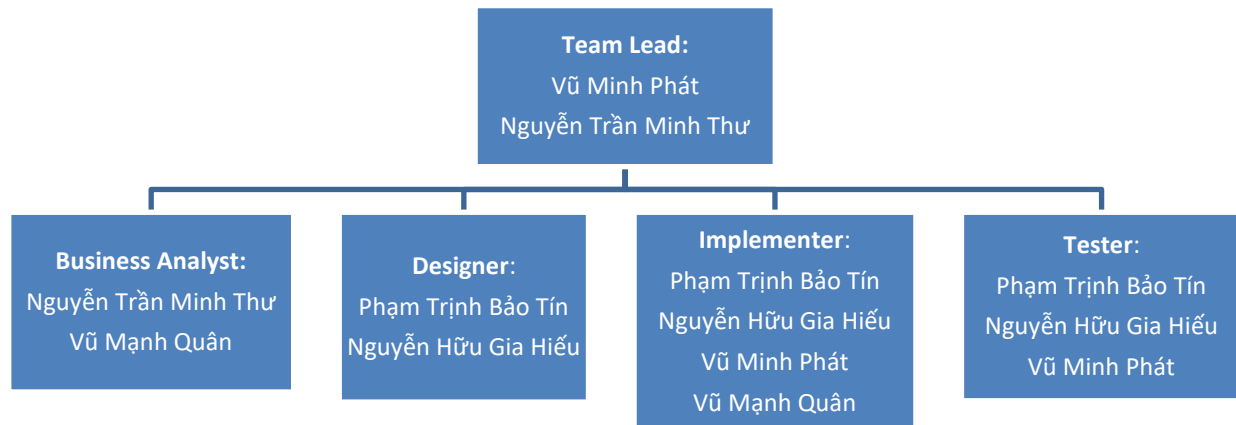 Team Lead:
Vũ Minh Phát
Nguyễn Trần Minh Thư
Business Analyst:
Nguyễn Trần Minh Thư
Vũ Mạnh Quân
Designer:
Phạm Trịnh Bảo Tín
Nguyễn Hữu Gia Hiếu
Implementer:
Phạm Trịnh Bảo Tín
Nguyễn Hữu Gia Hiếu
Vũ Minh Phát
Vũ Mạnh Quân
Tester:
Phạm Trịnh Bảo Tín
Nguyễn Hữu Gia Hiếu
Vũ Minh Phát